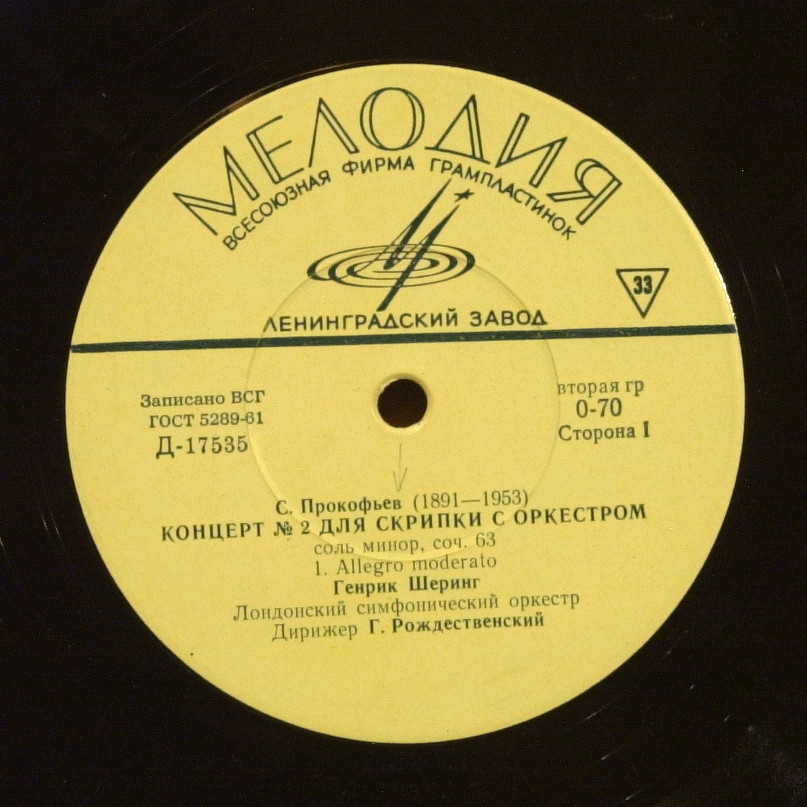 МЕЛОДИЯ
ВСЕСОЮЗНАЯ ФИРМА ГРАМПЛАСТИНОК
33
ЛЕНИНГРАДСКИЙ ЗАВОД
Записано ВСГ
ГОСТ 5289-61
Д-17535
вторая гр
0-70
Сторона I
С. Прокофьев (1891—1953)
КОНЦЕРТ № 2 ДЛЯ СКРИПКИ С ОРКЕСТРОМ
соль минор, соч. 63
1. Allegro moderato
Генрик Шеринг
Лондонский симфонический оркестр
Дирижер Г. Рождественский